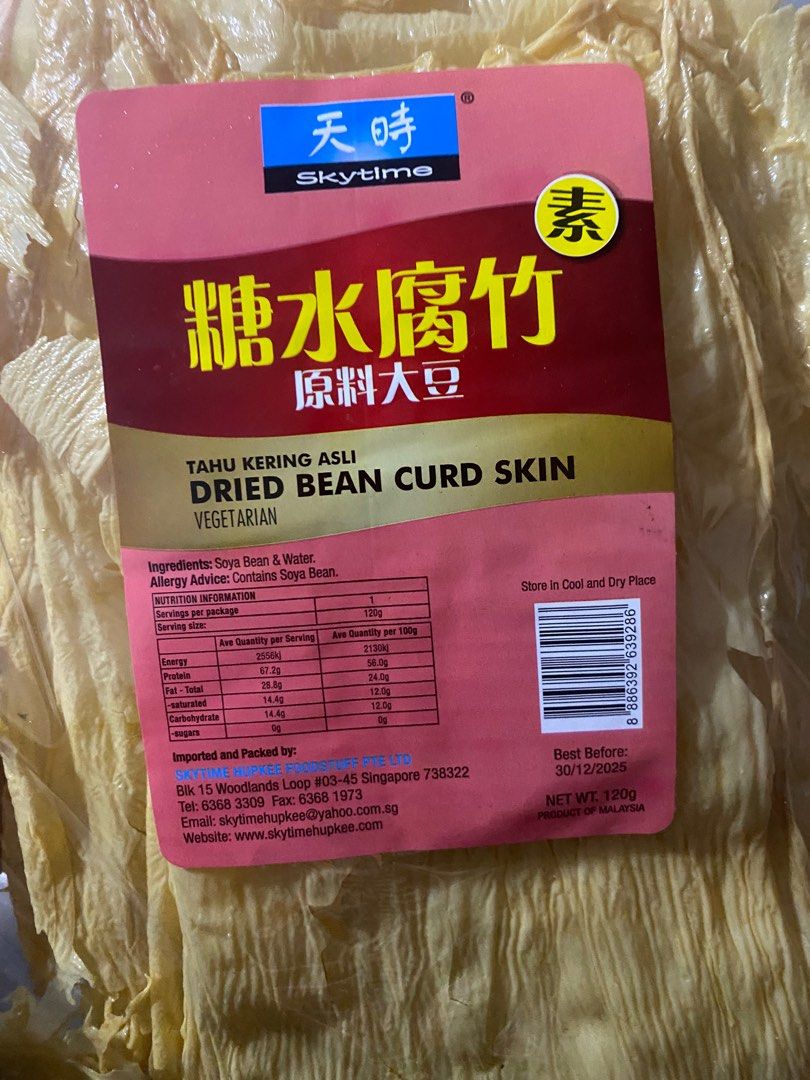 天時®
Skytime
素
糖水腐竹
原料大豆
TAHU KERING ASLI
DRIED BEAN CURD SKIN
VEGETARIAN
Ingredients: Soya Bean & Water.
Allergy Advice: Contains Soya Bean.
NUTRITION INFORMATION
Servings per package 1
Serving size: 120g
Ave Quantity per Serving Ave Quantity per 100g
Energy 2556kj 2130kj
Protein 67.2g 56.0g
Fat - Total 28.8g 24.0g
-saturated 14.4g 12.0g
Carbohydrate 14.4g 12.0g
-sugars 0g 0g
Imported and Packed by:
SKYTIME HUPKEE FOODSTUFF PTE LTD
Blk 15 Woodlands Loop #03-45 Singapore 738322
Tel: 6368 3309 Fax: 6368 1973
Email: skytimehupkee@yahoo.com.sg
Website: www.skytimehupkee.com
Store in Cool and Dry Place
8 886392 639286
Best Before:
30/12/2025
NET WT. 120g
PRODUCT OF MALAYSIA